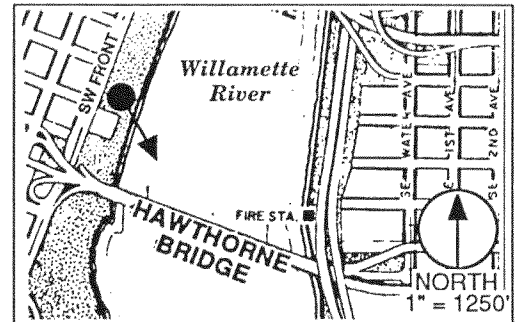 SW FRONT
Willamette
River
SE WATER AVE
1ST AVE
SE 2ND AVE
FIRE STA.
HAWTHORNE
BRIDGE
NORTH
1" = 1250'